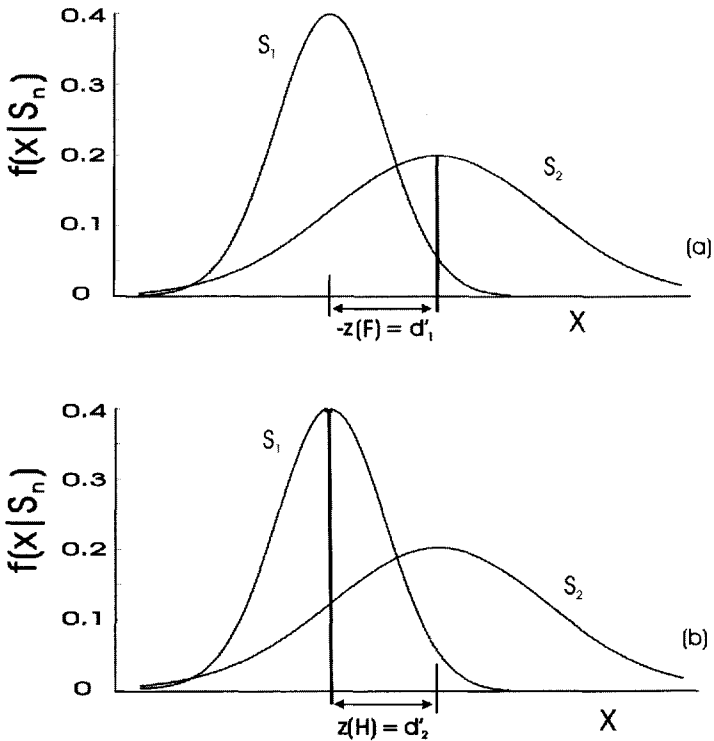 0.4
S₁
0.3
f(x|Sₙ)
0.2
S₂
0.1
(a)
0
-z(F) = d'₁
X
0.4
S₁
0.3
f(x|Sₙ)
0.2
S₂
0.1
(b)
0
z(H) = d'₂
X